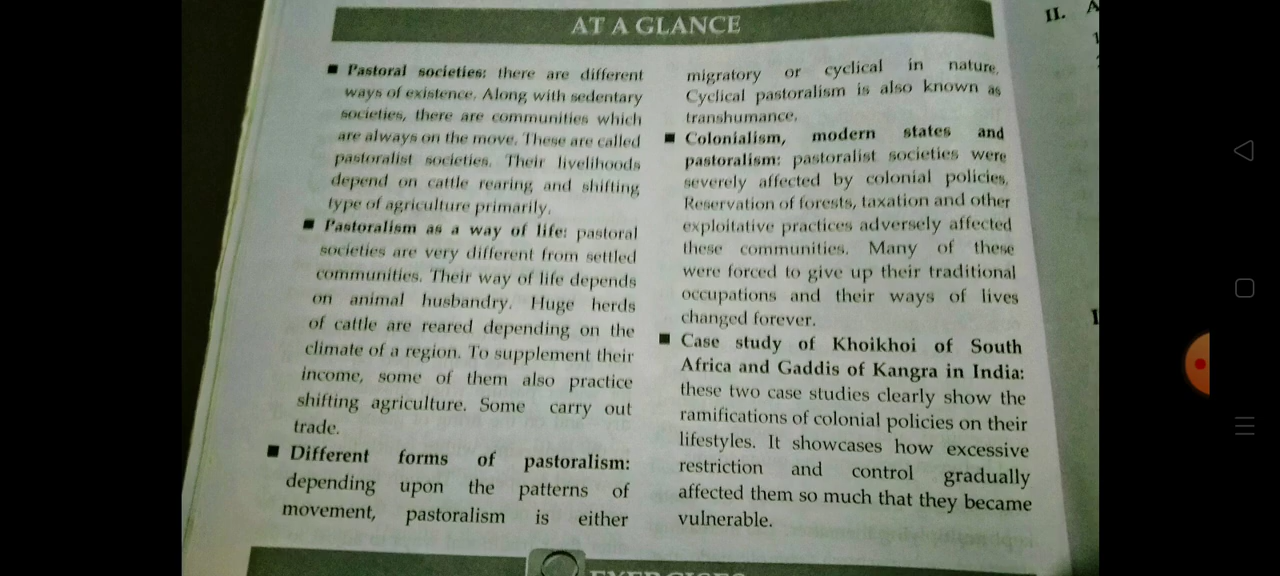 AT A GLANCE
■ Pastoral societies: there are different
ways of existence. Along with sedentary
societies, there are communities which
are always on the move. These are called
pastoralist societies. Their livelihoods
depend on cattle rearing and shifting
type of agriculture primarily.
■ Pastoralism as a way of life: pastoral
societies are very different from settled
communities. Their way of life depends
on animal husbandry. Huge herds
of cattle are reared depending on the
climate of a region. To supplement their
income, some of them also practice
shifting agriculture. Some carry out
trade.
■ Different forms of pastoralism:
depending upon the patterns of
movement, pastoralism is either
migratory or cyclical in nature.
Cyclical pastoralism is also known as
transhumance.
■ Colonialism, modern states and
pastoralism: pastoralist societies were
severely affected by colonial policies.
Reservation of forests, taxation and other
exploitative practices adversely affected
these communities. Many of these
were forced to give up their traditional
occupations and their ways of lives
changed forever.
■ Case study of Khoikhoi of South
Africa and Gaddis of Kangra in India:
these two case studies clearly show the
ramifications of colonial policies on their
lifestyles. It showcases how excessive
restriction and control gradually
affected them so much that they became
vulnerable.
EXERCISES
II. A
1